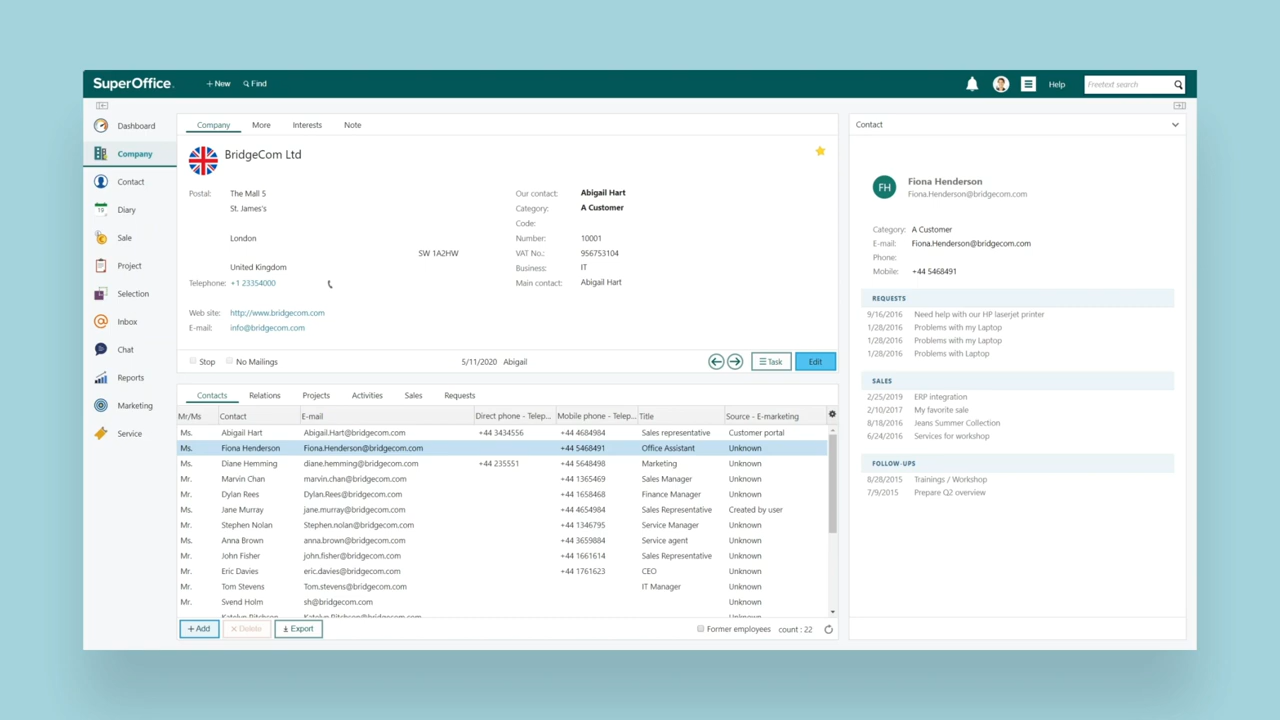 SuperOffice
+ New
Find
Help
Freetext search
Dashboard
Company
Contact
Diary
Sale
Project
Selection
Inbox
Chat
Reports
Marketing
Service
Company More Interests Note
BridgeCom Ltd
Postal: The Mall 5
St. James's
London
SW 1A2HW
United Kingdom
Telephone: +1 23354000
Web site: http://www.bridgecom.com
E-mail: info@bridgecom.com
Our contact: Abigail Hart
Category: A Customer
Code:
Number: 10001
VAT No.: 956753104
Business: IT
Main contact: Abigail Hart
Stop No Mailings 5/11/2020 Abigail Task Edit
Contacts Relations Projects Activities Sales Requests
Mr/Ms Contact E-mail Direct phone - Telep... Mobile phone - Telep... Title Source - E-marketing
Ms. Abigail Hart Abigail.Hart@bridgecom.com +44 3434556 +44 4684984 Sales representative Customer portal
Ms. Fiona Henderson Fiona.Henderson@bridgecom.com +44 5468491 Office Assistant Unknown
Ms. Diane Hemming diane.hemming@bridgecom.com +44 235551 +44 5648498 Marketing Unknown
Mr. Marvin Chan marvin.chan@bridgecom.com +44 1365469 Sales Manager Unknown
Mr. Dylan Rees Dylan.Rees@bridgecom.com +44 1658468 Finance Manager Unknown
Ms. Jane Murray jane.murray@bridgecom.com +44 4654984 Sales Representative Created by user
Mr. Stephen Nolan Stephen.nolan@bridgecom.com +44 1346795 Service Manager Unknown
Ms. Anna Brown anna.brown@bridgecom.com +44 3659884 Service agent Unknown
Mr. John Fisher john.fisher@bridgecom.com +44 1661614 Sales Representative Unknown
Mr. Eric Davies eric.davies@bridgecom.com +44 1761623 CEO Unknown
Mr. Tom Stevens Tom.stevens@bridgecom.com IT Manager Unknown
Mr. Svend Holm sh@bridgecom.com Unknown
+ Add × Delete Export Former employees count : 22
Contact
FH
Fiona Henderson
Fiona.Henderson@bridgecom.com
Category: A Customer
E-mail: Fiona.Henderson@bridgecom.com
Phone:
Mobile: +44 5468491
REQUESTS
9/16/2016 Need help with our HP laserjet printer
1/28/2016 Problems with my Laptop
1/28/2016 Problems with my Laptop
1/28/2016 Problems with Laptop
SALES
2/25/2019 ERP integration
2/10/2017 My favorite sale
8/18/2016 Jeans Summer Collection
6/24/2016 Services for workshop
FOLLOW-UPS
8/28/2015 Trainings / Workshop
7/9/2015 Prepare Q2 overview